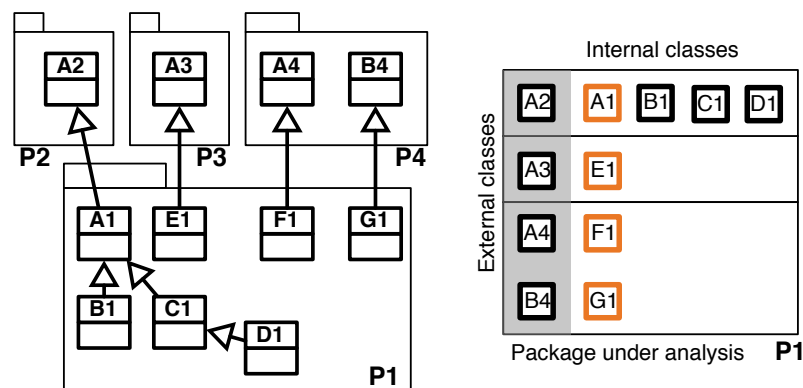 A2
A3
A4
B4
P2
P3
P4
A1
E1
F1
G1
B1
C1
D1
P1
Internal classes
External classes
A2
A1
B1
C1
D1
A3
E1
A4
F1
B4
G1
Package under analysis
P1